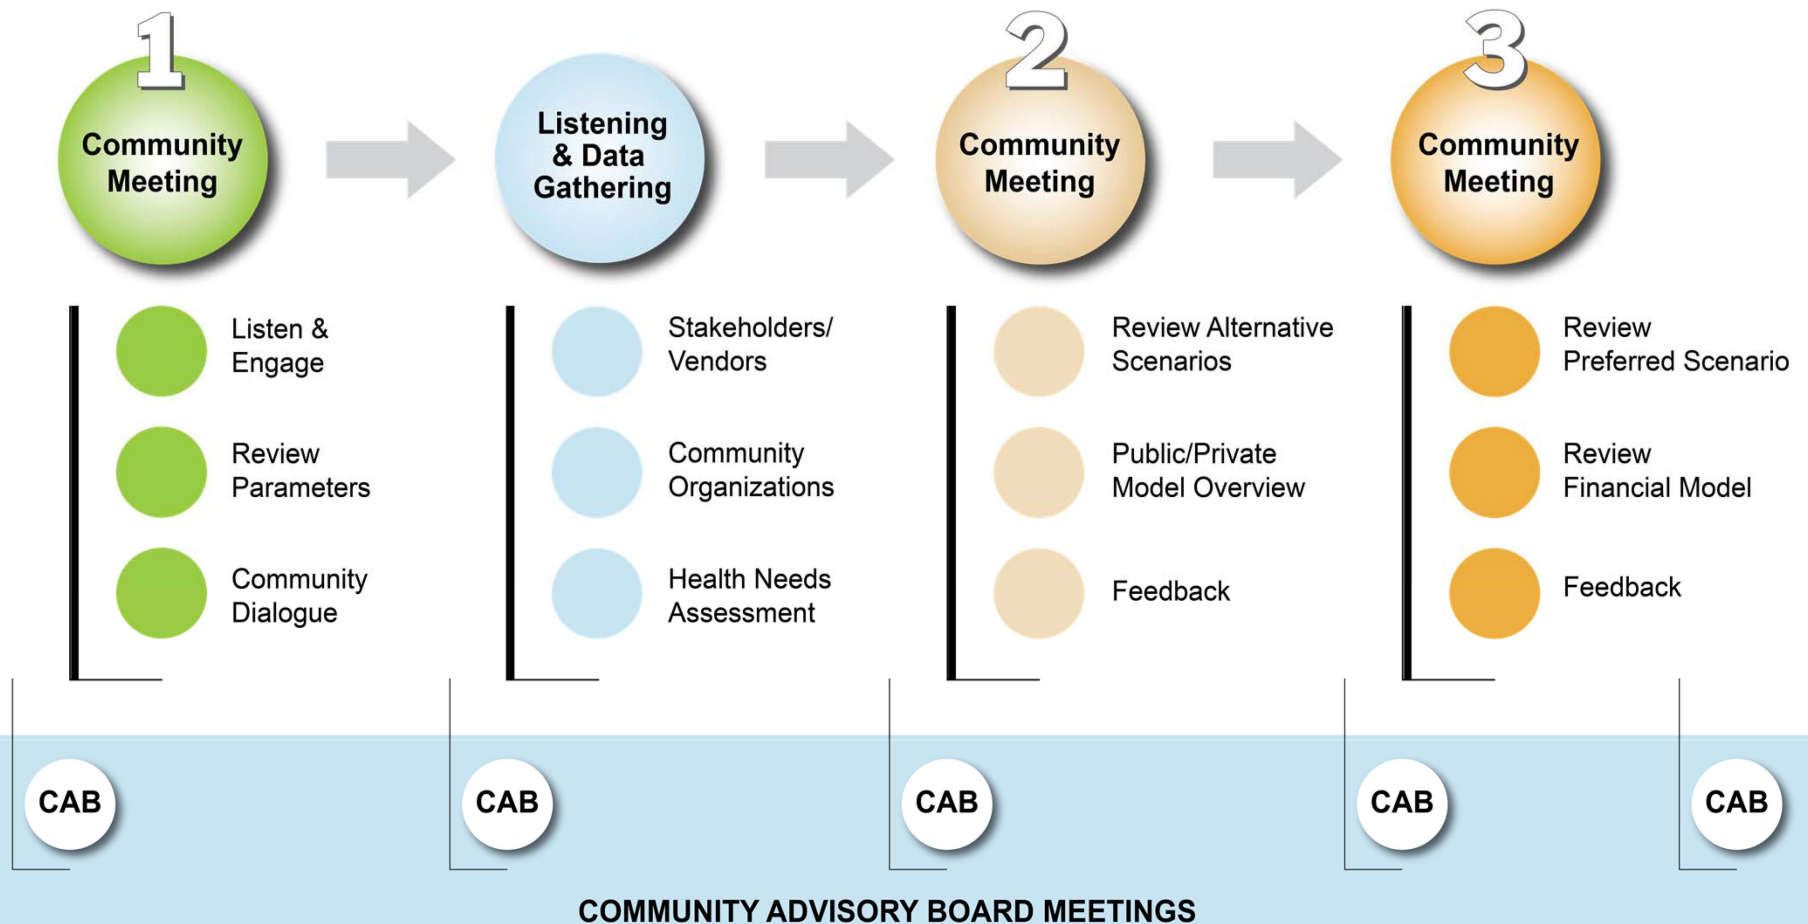 1
Community
Meeting
Listening
& Data
Gathering
2
Community
Meeting
3
Community
Meeting
Listen &
Engage
Review
Parameters
Community
Dialogue
Stakeholders/
Vendors
Community
Organizations
Health Needs
Assessment
Review Alternative
Scenarios
Public/Private
Model Overview
Feedback
Review
Preferred Scenario
Review
Financial Model
Feedback
CAB
CAB
CAB
CAB
CAB
COMMUNITY ADVISORY BOARD MEETINGS